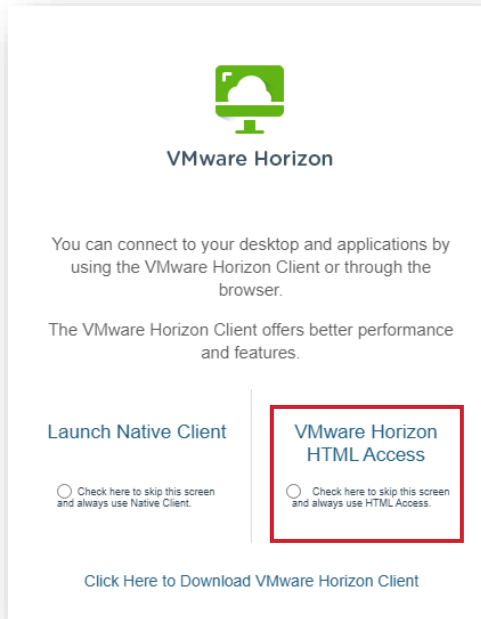 VMware Horizon
You can connect to your desktop and applications by
using the VMware Horizon Client or through the
browser.
The VMware Horizon Client offers better performance
and features.
Launch Native Client
Check here to skip this screen
and always use Native Client.
VMware Horizon
HTML Access
Check here to skip this screen
and always use HTML Access.
Click Here to Download VMware Horizon Client